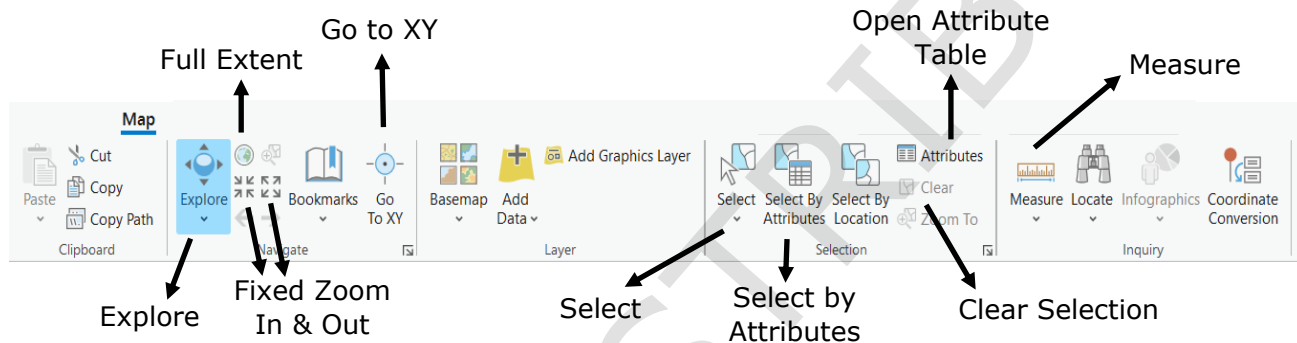 Open Attribute
Table
Go to XY
Full Extent
Measure
Map
Cut
Copy
Copy Path
Paste
Clipboard
Explore
Bookmarks
Go
To XY
Navigate
Basemap
Add
Data
Add Graphics Layer
Layer
Select
Select By
Attributes
Select By
Location
Attributes
Clear
Zoom To
Selection
Measure
Locate
Infographics
Coordinate
Conversion
Inquiry
Explore
Fixed Zoom
In & Out
Select
Select by
Attributes
Clear Selection